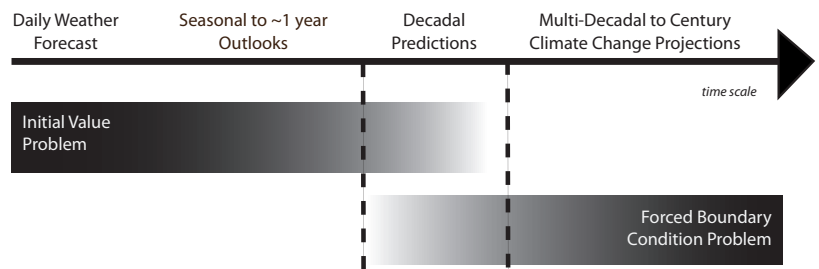 Daily Weather
Forecast
Seasonal to ~1 year
Outlooks
Decadal
Predictions
Multi-Decadal to Century
Climate Change Projections
time scale
Initial Value
Problem
Forced Boundary
Condition Problem